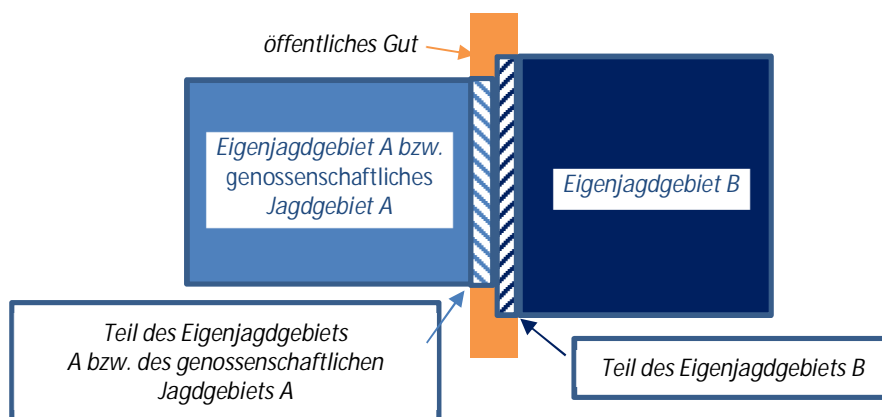 öffentliches Gut
Eigenjagdgebiet A bzw.
genossenschaftliches
Jagdgebiet A
Eigenjagdgebiet B
Teil des Eigenjagdgebiets
A bzw. des genossenschaftlichen
Jagdgebiets A
Teil des Eigenjagdgebiets B